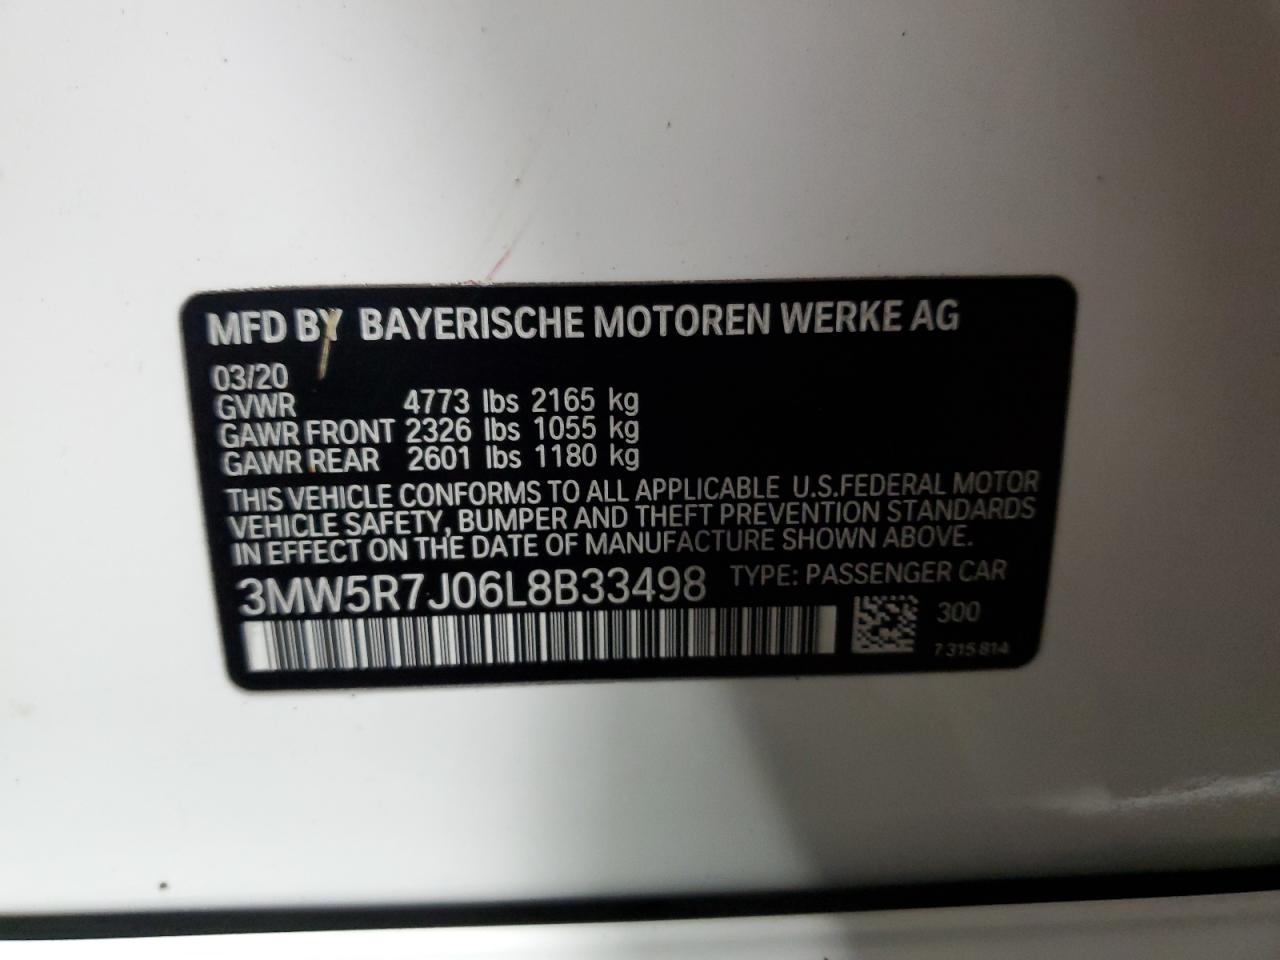 MFD BY BAYERISCHE MOTOREN WERKE AG
03/20
GVWR 4773 lbs 2165 kg
GAWR FRONT 2326 lbs 1055 kg
GAWR REAR 2601 lbs 1180 kg
THIS VEHICLE CONFORMS TO ALL APPLICABLE U.S.FEDERAL MOTOR
VEHICLE SAFETY, BUMPER AND THEFT PREVENTION STANDARDS
IN EFFECT ON THE DATE OF MANUFACTURE SHOWN ABOVE.
3MW5R7J06L8B33498 TYPE: PASSENGER CAR
300
7 315 814